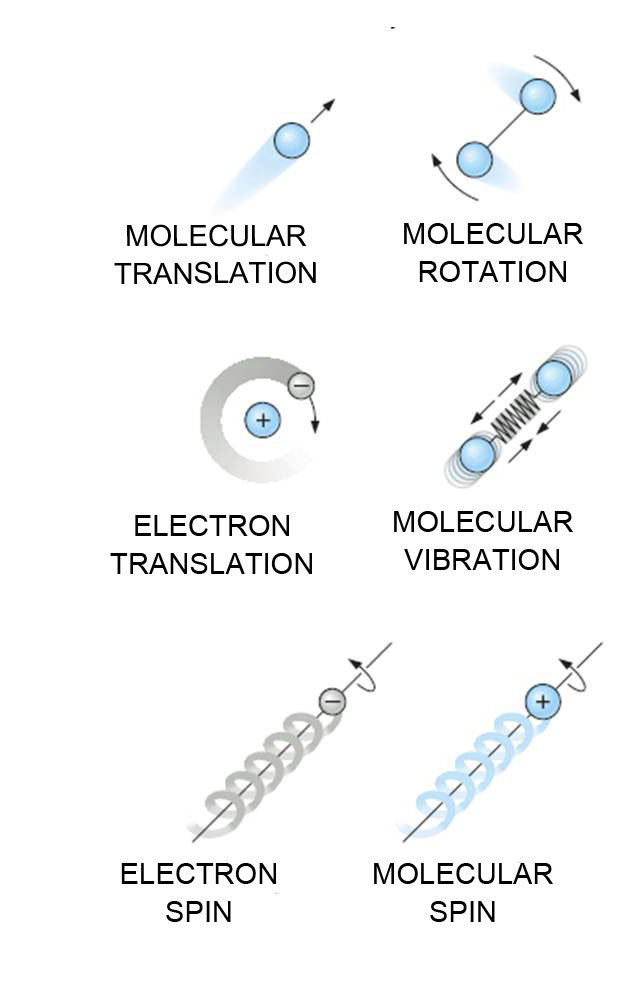 MOLECULAR
TRANSLATION
MOLECULAR
ROTATION
−
+
ELECTRON
TRANSLATION
MOLECULAR
VIBRATION
−
+
ELECTRON
SPIN
MOLECULAR
SPIN